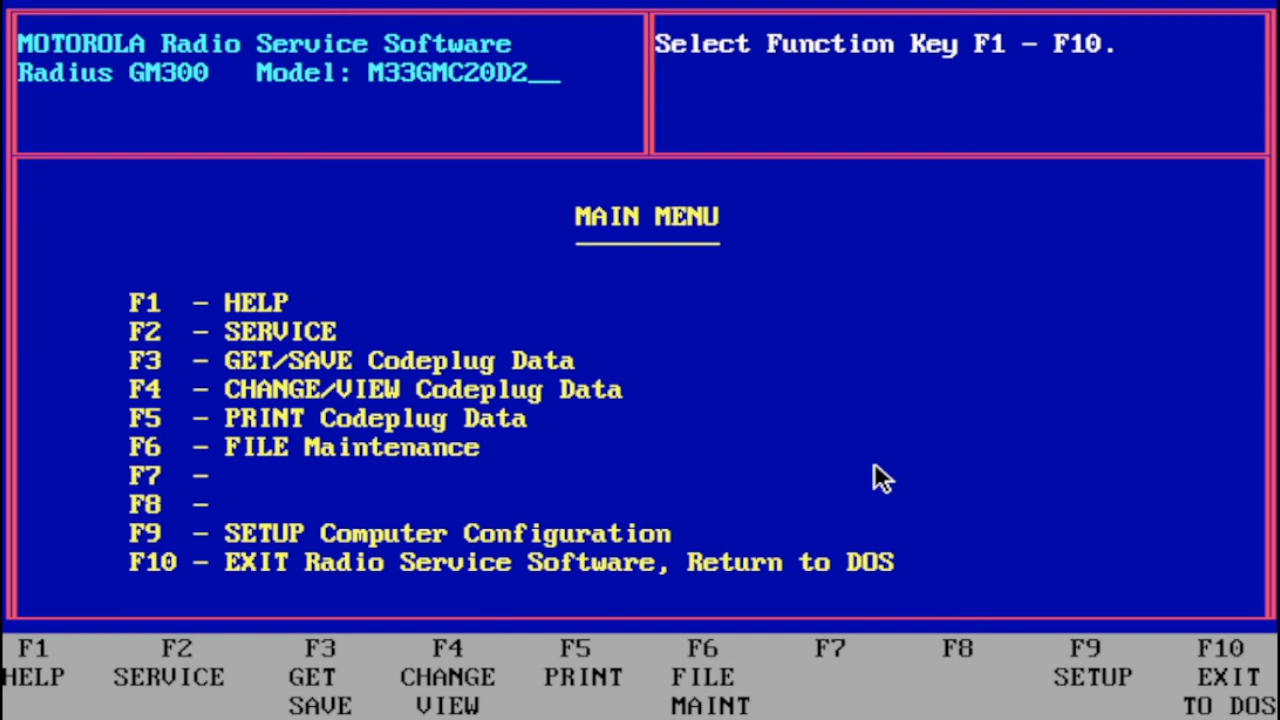 MOTOROLA Radio Service Software
Radius GM300 Model: M33GMC20D2__
Select Function Key F1 - F10.
MAIN MENU
F1 - HELP
F2 - SERVICE
F3 - GET/SAVE Codeplug Data
F4 - CHANGE/VIEW Codeplug Data
F5 - PRINT Codeplug Data
F6 - FILE Maintenance
F7 -
F8 -
F9 - SETUP Computer Configuration
F10 - EXIT Radio Service Software, Return to DOS
F1 F2 F3 F4 F5 F6 F7 F8 F9 F10
HELP SERVICE GET CHANGE PRINT FILE SETUP EXIT
SAVE VIEW MAINT TO DOS